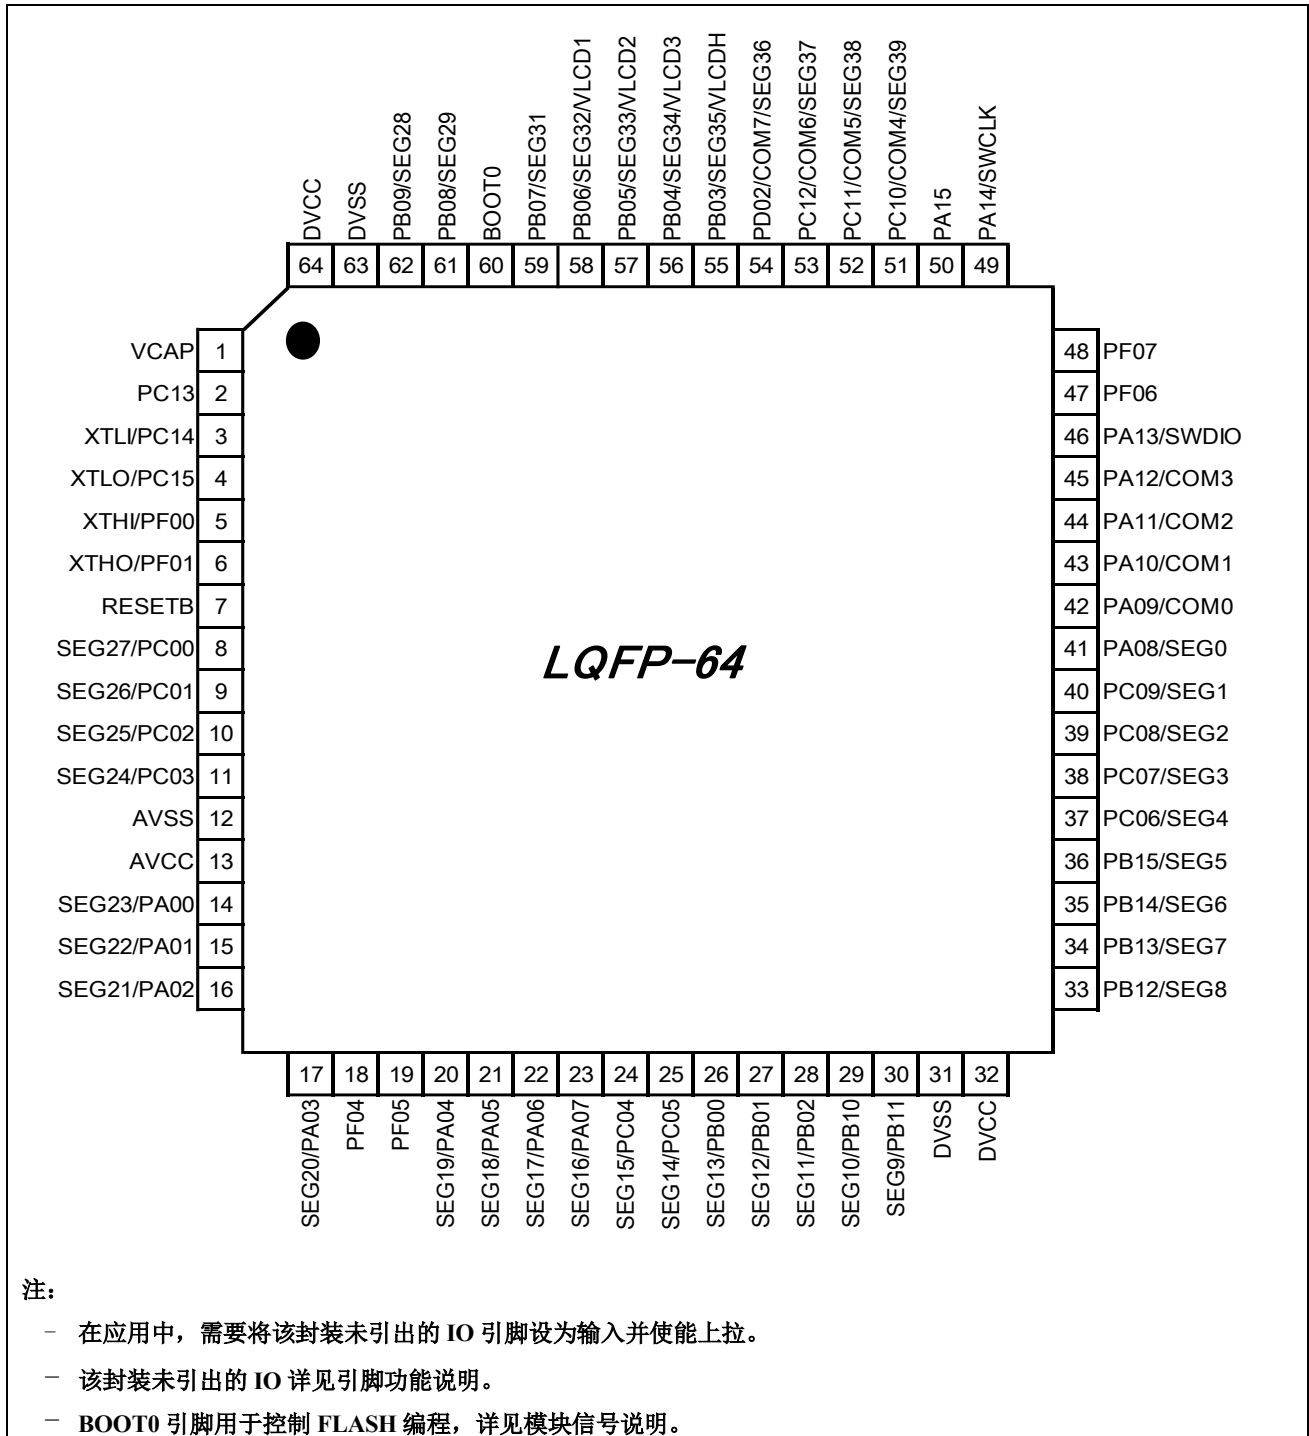 DVCC
DVSS
PB09/SEG28
PB08/SEG29
BOOT0
PB07/SEG31
PB06/SEG32/VLCD1
PB05/SEG33/VLCD2
PB04/SEG34/VLCD3
PB03/SEG35/VLCDH
PD02/COM7/SEG36
PC12/COM6/SEG37
PC11/COM5/SEG38
PC10/COM4/SEG39
PA15
PA14/SWCLK
64 63 62 61 60 59 58 57 56 55 54 53 52 51 50 49
VCAP 1
PC13 2
XTLI/PC14 3
XTLO/PC15 4
XTHI/PF00 5
XTHO/PF01 6
RESETB 7
SEG27/PC00 8
SEG26/PC01 9
SEG25/PC02 10
SEG24/PC03 11
AVSS 12
AVCC 13
SEG23/PA00 14
SEG22/PA01 15
SEG21/PA02 16
LQFP-64
48 PF07
47 PF06
46 PA13/SWDIO
45 PA12/COM3
44 PA11/COM2
43 PA10/COM1
42 PA09/COM0
41 PA08/SEG0
40 PC09/SEG1
39 PC08/SEG2
38 PC07/SEG3
37 PC06/SEG4
36 PB15/SEG5
35 PB14/SEG6
34 PB13/SEG7
33 PB12/SEG8
17 18 19 20 21 22 23 24 25 26 27 28 29 30 31 32
SEG20/PA03
PF04
PF05
SEG19/PA04
SEG18/PA05
SEG17/PA06
SEG16/PA07
SEG15/PC04
SEG14/PC05
SEG13/PB00
SEG12/PB01
SEG11/PB02
SEG10/PB10
SEG9/PB11
DVSS
DVCC
注：
－ 在应用中，需要将该封装未引出的 IO 引脚设为输入并使能上拉。
－ 该封装未引出的 IO 详见引脚功能说明。
－ BOOT0 引脚用于控制 FLASH 编程，详见模块信号说明。